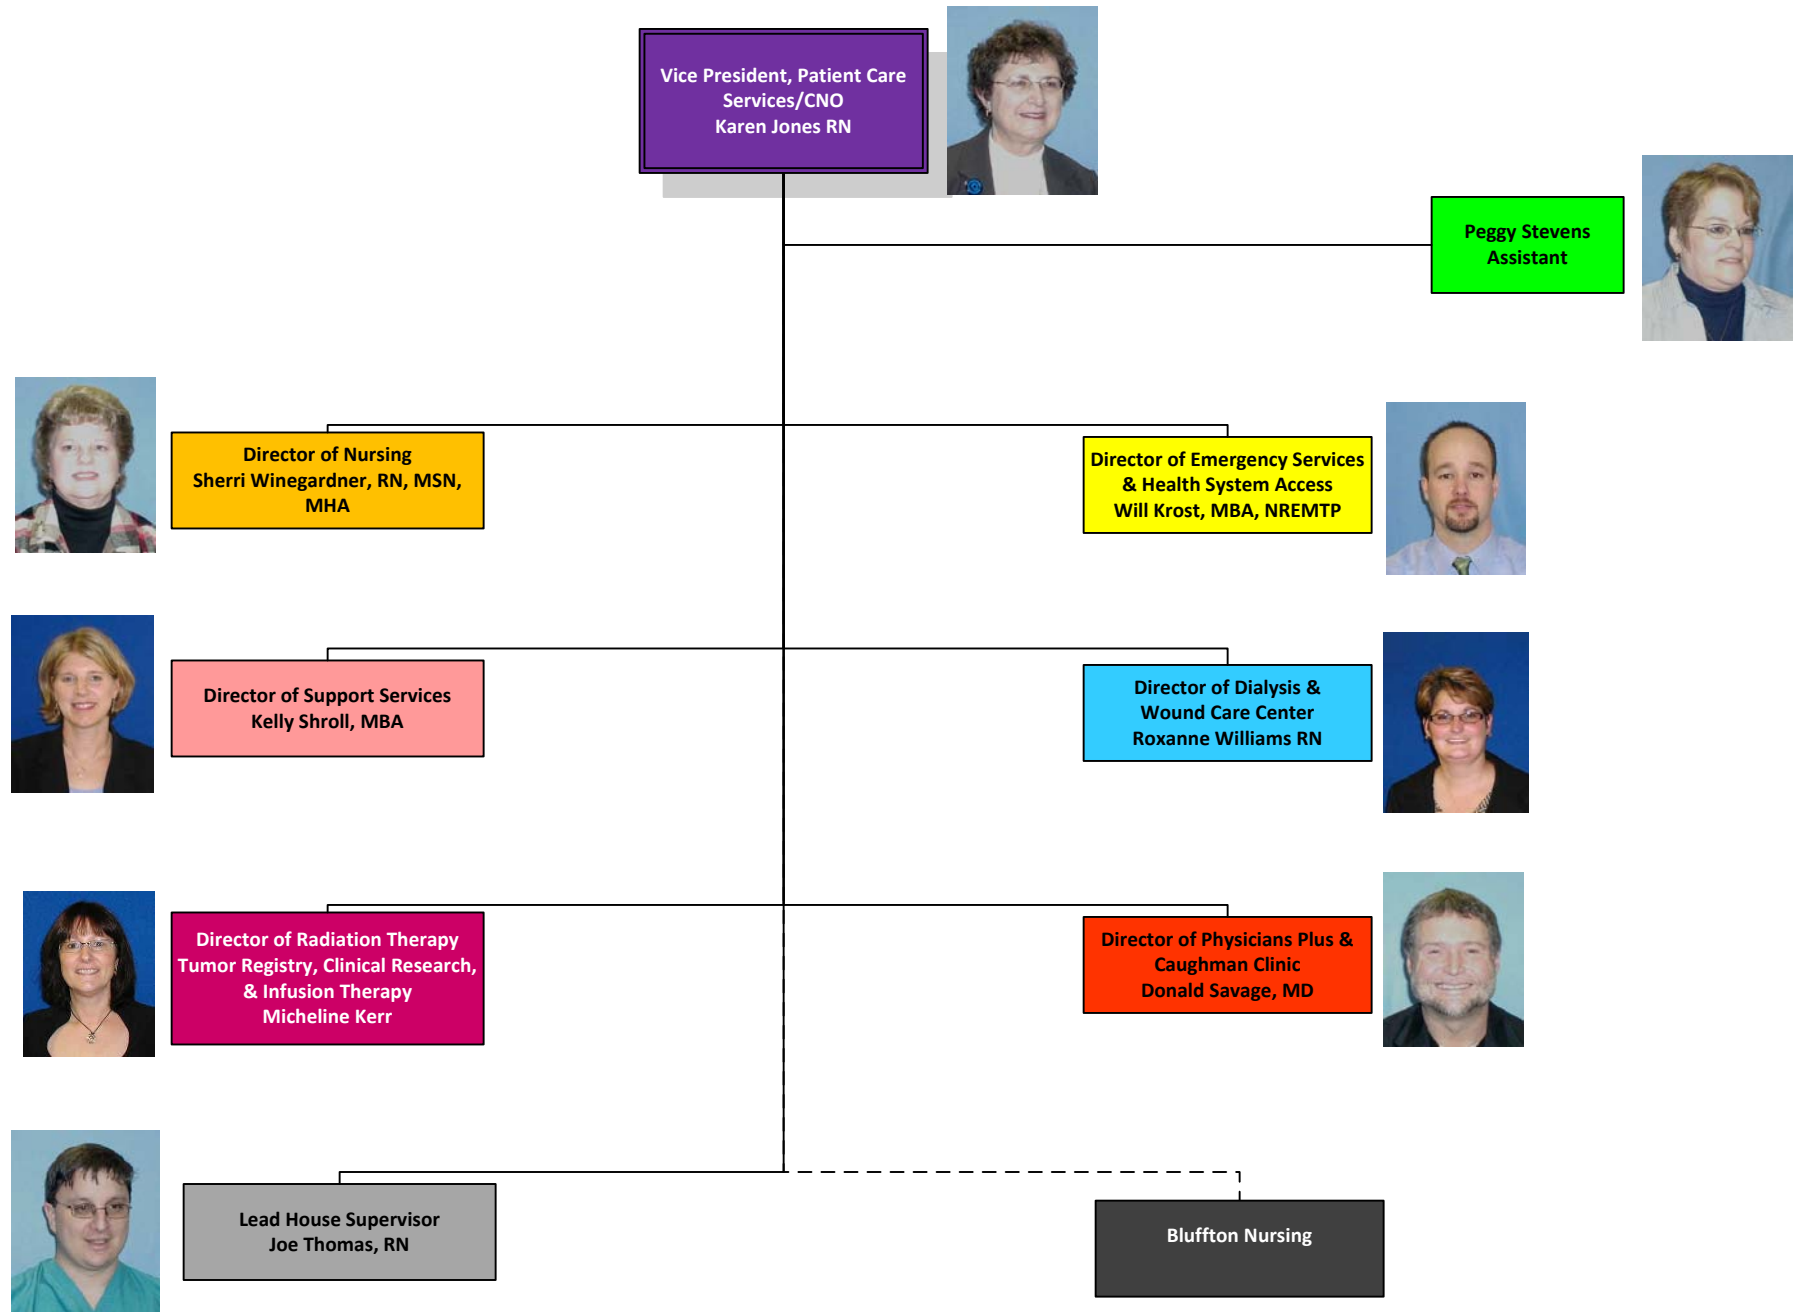 Vice President, Patient Care
Services/CNO
Karen Jones RN
Peggy Stevens
Assistant
Director of Nursing
Sherri Winegardner, RN, MSN,
MHA
Director of Emergency Services
& Health System Access
Will Krost, MBA, NREMTP
Director of Support Services
Kelly Shroll, MBA
Director of Dialysis &
Wound Care Center
Roxanne Williams RN
Director of Radiation Therapy
Tumor Registry, Clinical Research,
& Infusion Therapy
Micheline Kerr
Director of Physicians Plus &
Caughman Clinic
Donald Savage, MD
Lead House Supervisor
Joe Thomas, RN
Bluffton Nursing